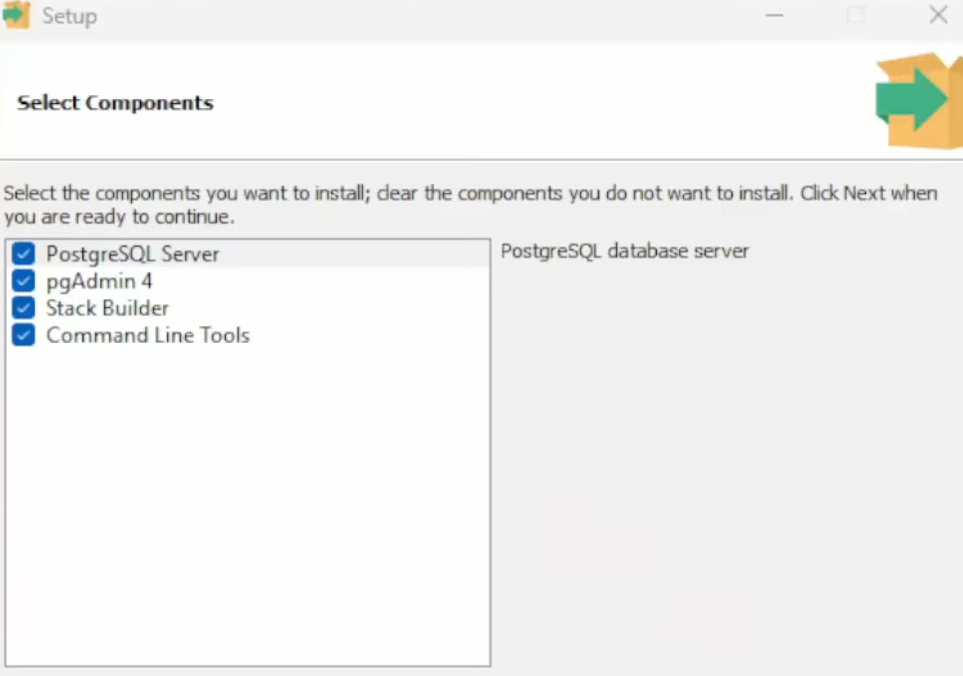 Setup
Select Components
Select the components you want to install; clear the components you do not want to install. Click Next when
you are ready to continue.
PostgreSQL Server
PostgreSQL database server
pgAdmin 4
Stack Builder
Command Line Tools